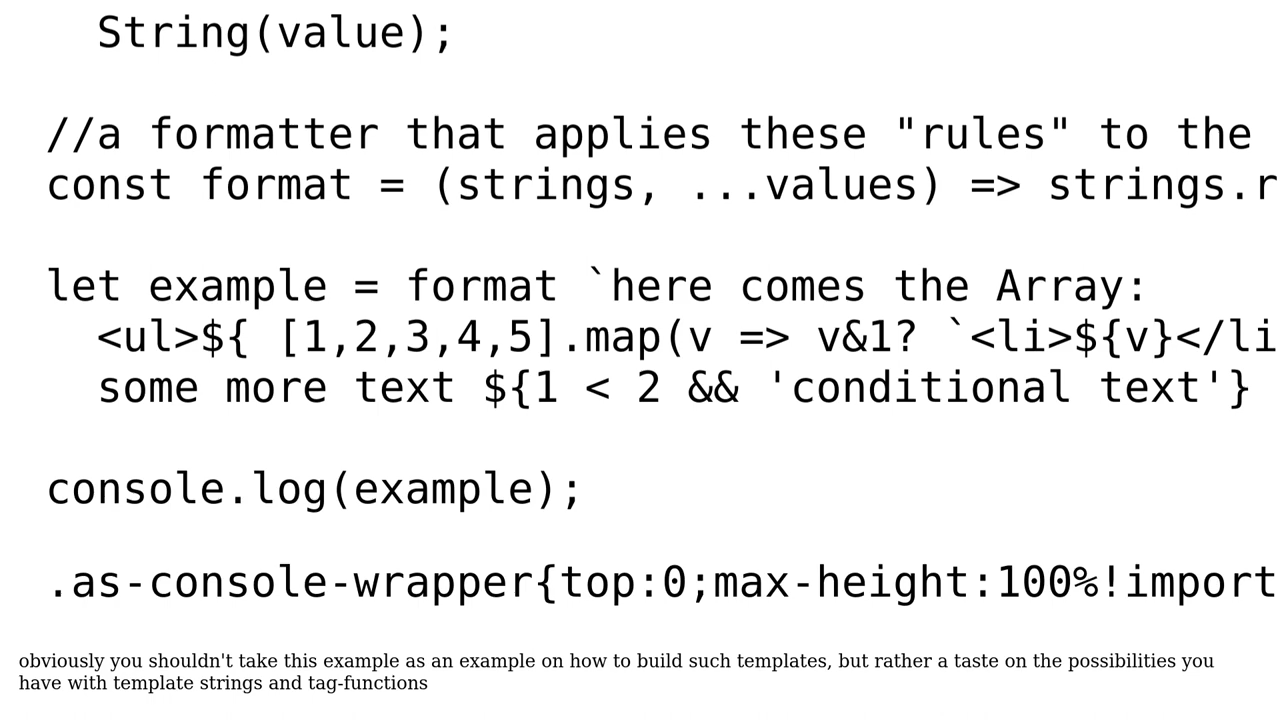 String(value);
//a formatter that applies these "rules" to the
const format = (strings, ...values) => strings.r
let example = format `here comes the Array:
<ul>${ [1,2,3,4,5].map(v => v&1? `<li>${v}</li
some more text ${1 < 2 && 'conditional text'}
console.log(example);
.as-console-wrapper{top:0;max-height:100%!import
obviously you shouldn't take this example as an example on how to build such templates, but rather a taste on the possibilities you
have with template strings and tag-functions